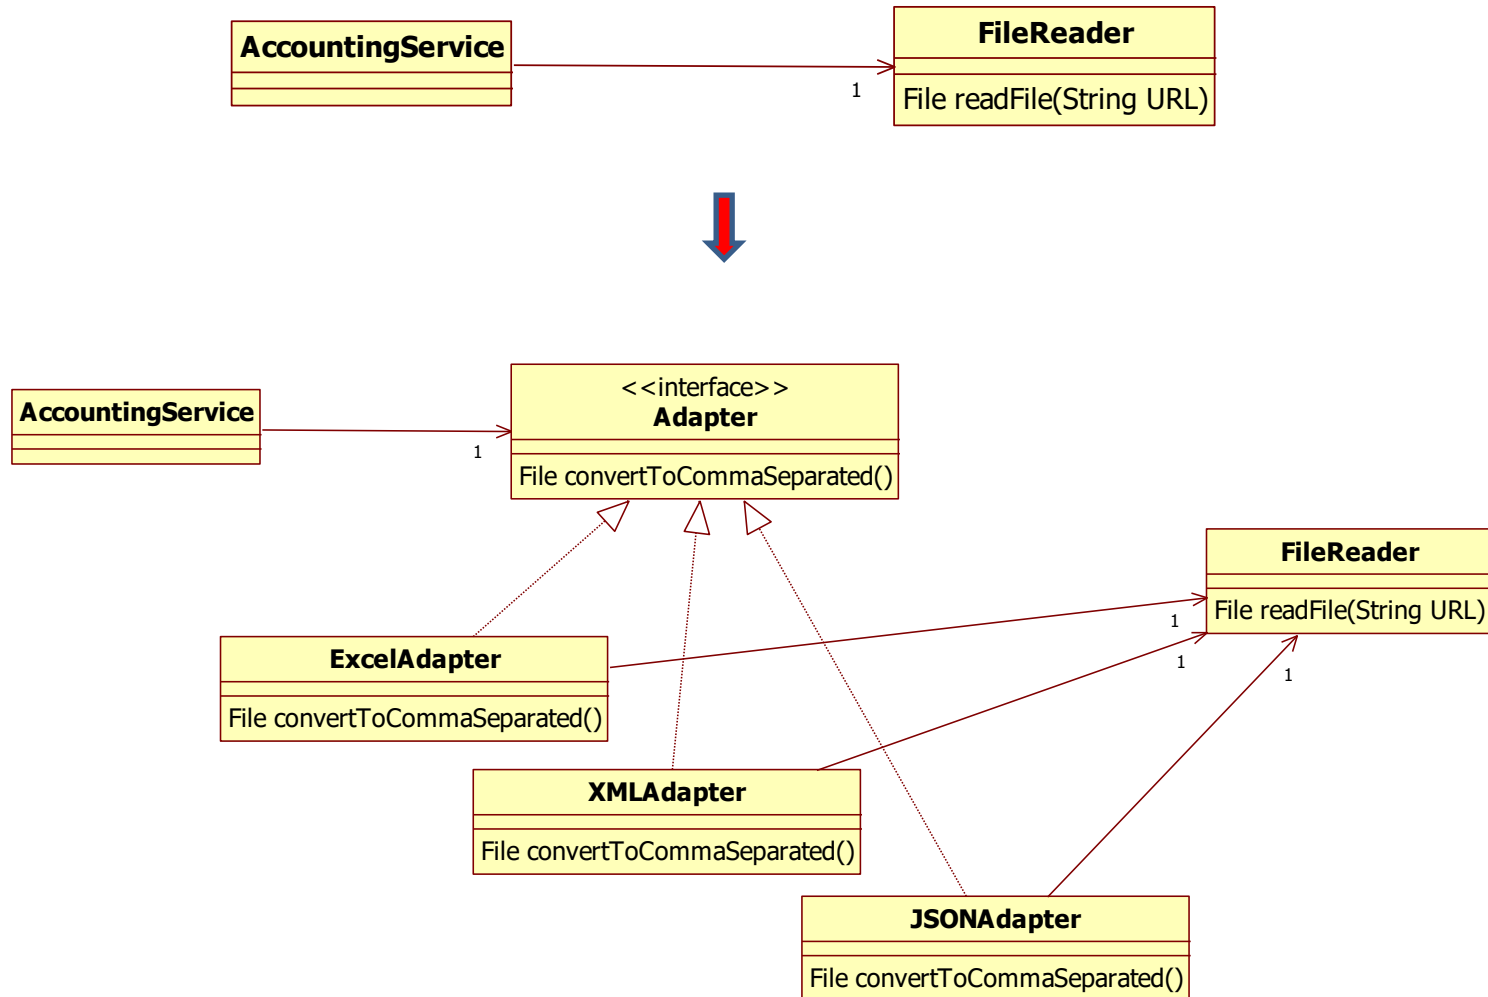 AccountingService
FileReader
1
File readFile(String URL)
<<interface>>
Adapter
AccountingService
1
File convertToCommaSeparated()
FileReader
1
File readFile(String URL)
1
1
ExcelAdapter
File convertToCommaSeparated()
XMLAdapter
File convertToCommaSeparated()
JSONAdapter
File convertToCommaSeparated()